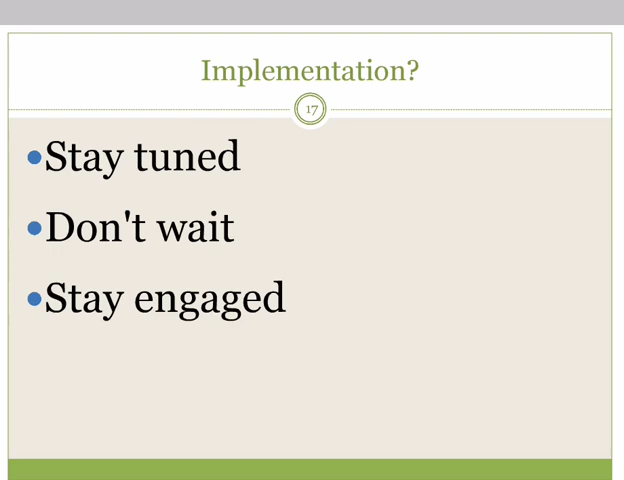 Implementation?
17
•Stay tuned
•Don't wait
•Stay engaged